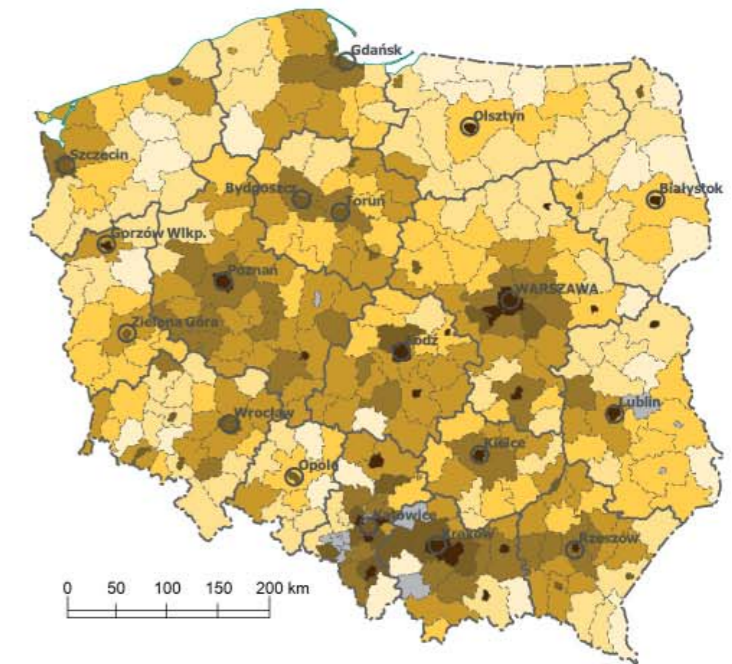 Gdańsk
Olsztyn
Szczecin
Białystok
Bydgoszcz
Toruń
Gorzów Wlkp.
Poznań
WARSZAWA
Zielona Góra
Łódź
Lublin
Wrocław
Kielce
Opole
Katowice
Kraków
Rzeszów
0 50 100 150 200 km